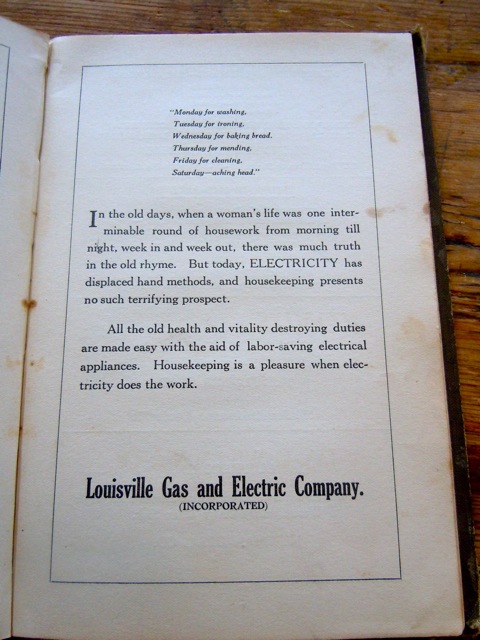 "Monday for washing,
Tuesday for ironing,
Wednesday for baking bread.
Thursday for mending,
Friday for cleaning,
Saturday—aching head."
In the old days, when a woman's life was one inter-
minable round of housework from morning till
night, week in and week out, there was much truth
in the old rhyme. But today, ELECTRICITY has
displaced hand methods, and housekeeping presents
no such terrifying prospect.
All the old health and vitality destroying duties
are made easy with the aid of labor-saving electrical
appliances. Housekeeping is a pleasure when elec-
tricity does the work.
Louisville Gas and Electric Company.
(INCORPORATED)